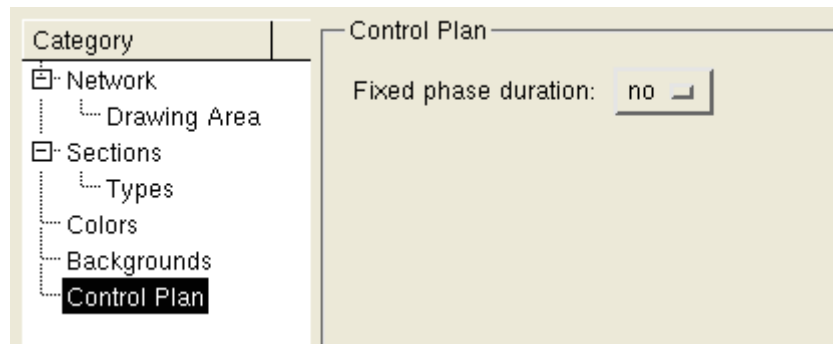 Category
Network
Drawing Area
Sections
Types
Colors
Backgrounds
Control Plan
Control Plan
Fixed phase duration: no